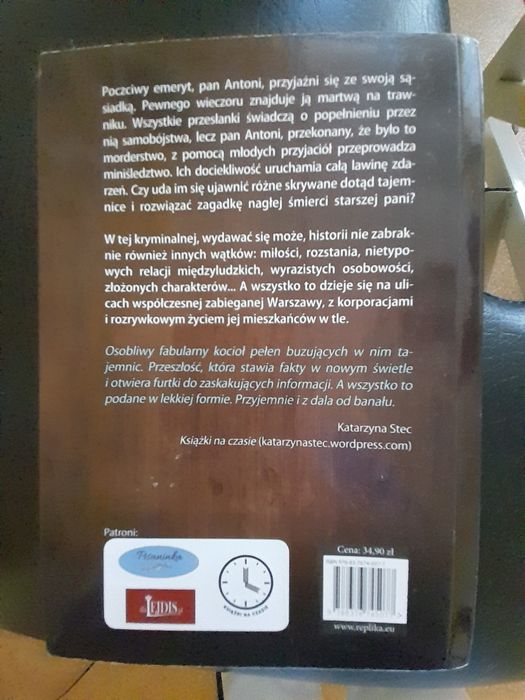 Poczciwy emeryt, pan Antoni, przyjaźni się ze swoją są-
siadką. Pewnego wieczoru znajduje ją martwą na traw-
niku. Wszystkie przesłanki świadczą o popełnieniu przez
nią samobójstwa, lecz pan Antoni, przekonany, że było to
morderstwo, z pomocą młodych przyjaciół przeprowadza
miniśledztwo. Ich dociekliwość uruchamia całą lawinę zda-
rzeń. Czy uda im się ujawnić różne skrywane dotąd tajem-
nice i rozwiązać zagadkę nagłej śmierci starszej pani?
W tej kryminalnej, wydawać się może, historii nie zabrak-
nie również innych wątków: miłości, rozstania, nietypo-
wych relacji międzyludzkich, wyrazistych osobowości,
złożonych charakterów... A wszystko to dzieje się na uli-
cach współczesnej zabieganej Warszawy, z korporacjami
i rozrywkowym życiem jej mieszkańców w tle.
Osobliwy fabularny kocioł pełen buzujących w nim ta-
jemnic. Przeszłość, która stawia fakty w nowym świetle
i otwiera furtki do zaskakujących informacji. A wszystko to
podane w lekkiej formie. Przyjemnie i z dala od banału.
Katarzyna Stec
Książki na czasie (katarzynastec.wordpress.com)
Patroni:
Pisaninka
LEJDIS
KSIĄŻKI NA CZASIE
Cena: 34,90 zł
www.replika.eu